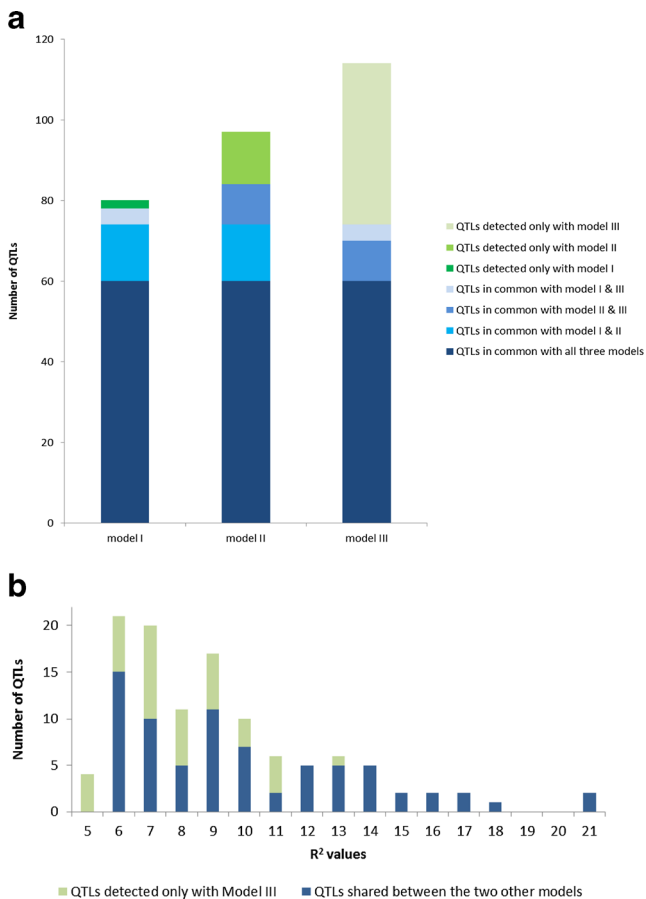 a
120
100
80
60
40
20
0
Number of QTLs
model I
model II
model III
QTLs detected only with model III
QTLs detected only with model II
QTLs detected only with model I
QTLs in common with model I & III
QTLs in common with model II & III
QTLs in common with model I & II
QTLs in common with all three models
b
20
15
10
5
0
Number of QTLs
5 6 7 8 9 10 11 12 13 14 15 16 17 18 19 20 21
R² values
QTLs detected only with Model III
QTLs shared between the two other models